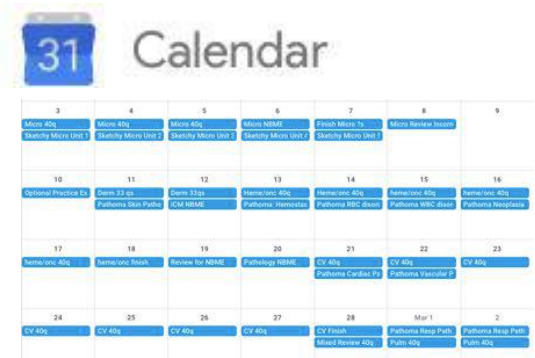 31 Calendar
3 4 5 6 7 8 9
Micro 40q Micro 40q Micro 40q Micro NBME Finish Micro ?s Micro Review Incorr
Sketchy Micro Unit 1 Sketchy Micro Unit 2 Sketchy Micro Unit Sketchy Micro Unit Sketchy Micro Unit
10 11 12 13 14 15 16
Optional Practice Ex Derm 33 qs Derm 33qs Heme/onc 40q Heme/onc 40q heme/onc 40q heme/onc 40q
Pathoma Skin Patho ICM NBME Pathoma: Hemostas Pathoma RBC disor Pathoma WBC disor Pathoma Neoplasia
17 18 19 20 21 22 23
heme/onc 40q heme/onc finish Review for NBME Pathology NBME CV 40q CV 40q CV 40q
Pathoma Cardiac Pa Pathoma Vascular P
24 25 26 27 28 Mar 1 2
CV 40q CV 40q CV 40q CV 40q CV Finish Pathoma Resp Path Pathoma Resp Path
Mixed Review 40q Pulm 40q Pulm 40q